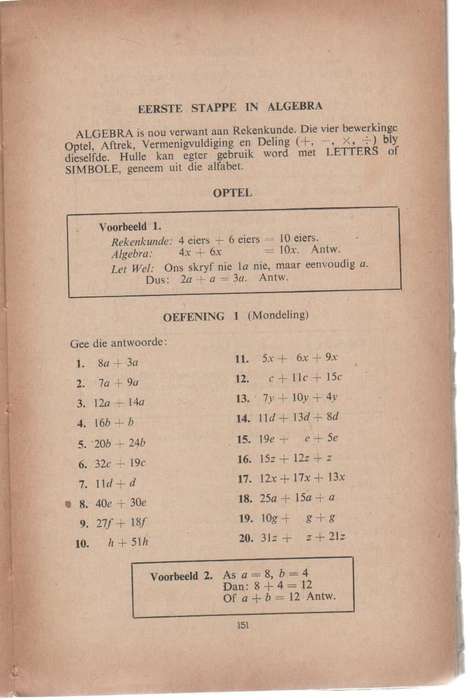 EERSTE STAPPE IN ALGEBRA
ALGEBRA is nou verwant aan Rekenkunde. Die vier bewerkinge
Optel, Aftrek, Vermenigvuldiging en Deling (+, −, ×, ÷) bly
dieselfde. Hulle kan egter gebruik word met LETTERS of
SIMBOLE, geneem uit die alfabet.
OPTEL
Voorbeeld 1.
Rekenkunde: 4 eiers + 6 eiers = 10 eiers.
Algebra: 4x + 6x = 10x. Antw.
Let Wel: Ons skryf nie 1a nie, maar eenvoudig a.
Dus: 2a + a = 3a. Antw.
OEFENING 1 (Mondeling)
Gee die antwoorde:
1. 8a + 3a
2. 7a + 9a
3. 12a + 14a
4. 16b + b
5. 20b + 24b
6. 32c + 19c
7. 11d + d
8. 40e + 30e
9. 27f + 18f
10. h + 51h
11. 5x + 6x + 9x
12. c + 11c + 15c
13. 7y + 10y + 4y
14. 11d + 13d + 8d
15. 19e + e + 5e
16. 15z + 12z + z
17. 12x + 17x + 13x
18. 25a + 15a + a
19. 10g + g + g
20. 31z + z + 21z
Voorbeeld 2. As a = 8, b = 4
Dan: 8 + 4 = 12
Of a + b = 12 Antw.
151